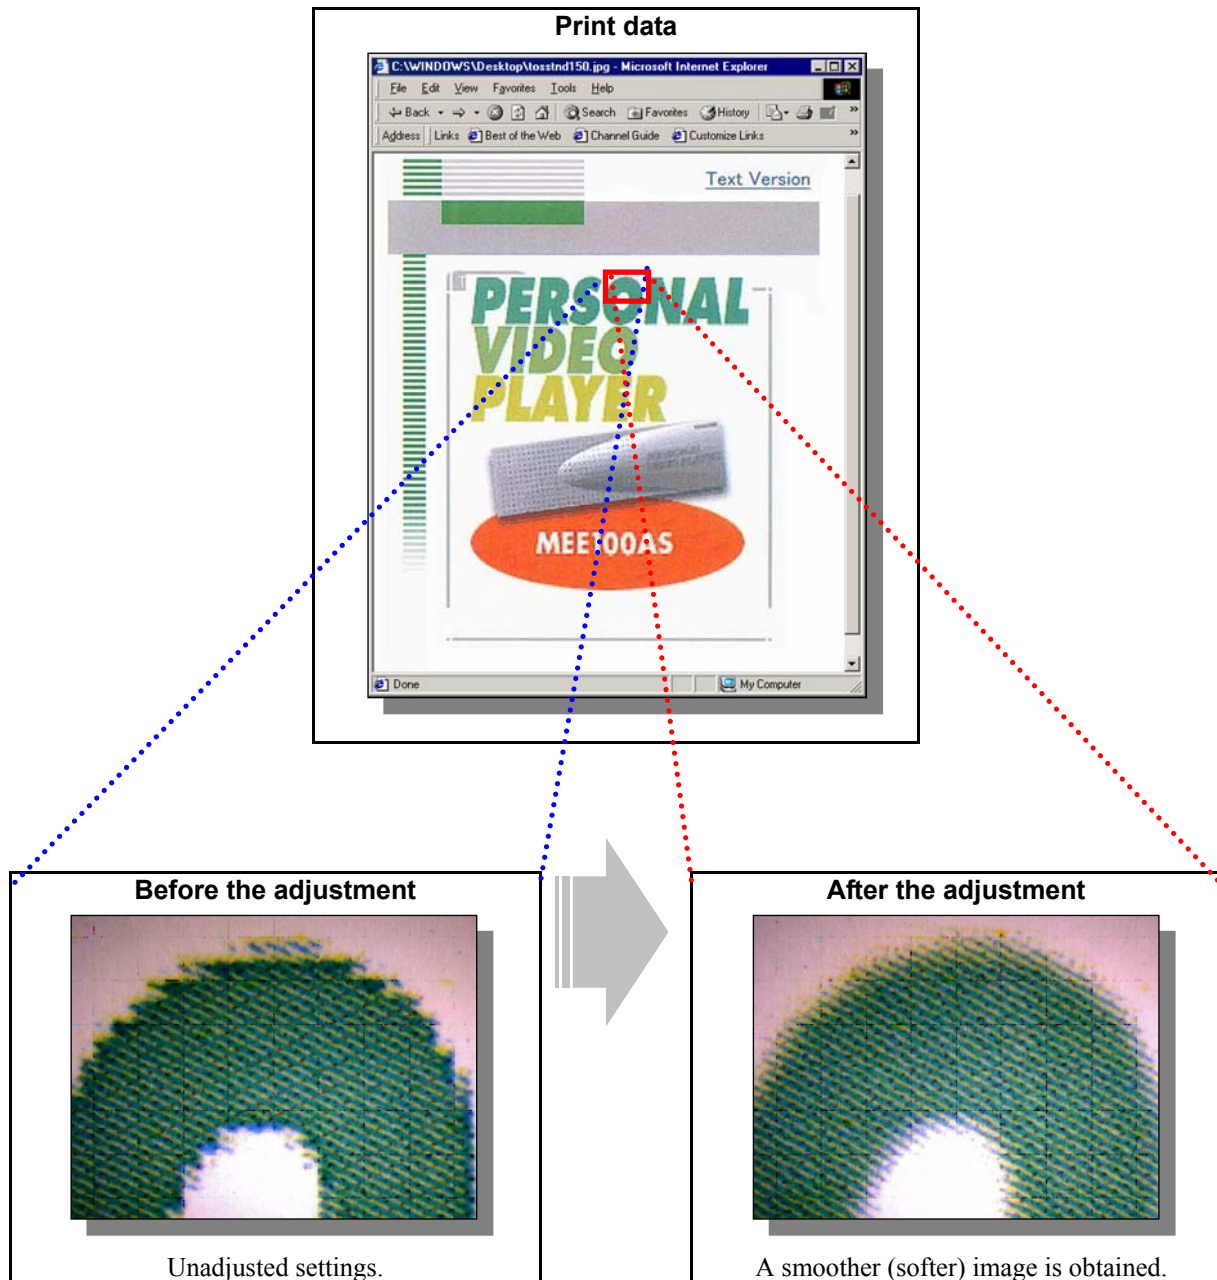 Print data
C:\WINDOWS\Desktop\tosstnd150.jpg - Microsoft Internet Explorer
File Edit View Favorites Tools Help
Back Search Favorites History »
Address Links Best of the Web Channel Guide Customize Links »
Text Version
PERSONAL
VIDEO
PLAYER
MEE100AS
Done My Computer
Before the adjustment
After the adjustment
Unadjusted settings.
A smoother (softer) image is obtained.